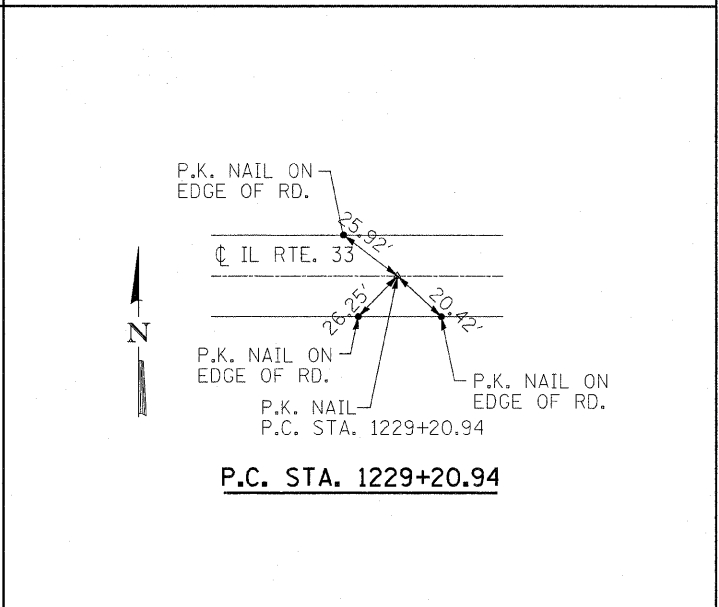 P.K. NAIL ON
EDGE OF RD.
25.92'
℄ IL RTE. 33
26.25'
20.42'
N
P.K. NAIL ON
EDGE OF RD.
P.K. NAIL ON
EDGE OF RD.
P.K. NAIL
P.C. STA. 1229+20.94
P.C. STA. 1229+20.94